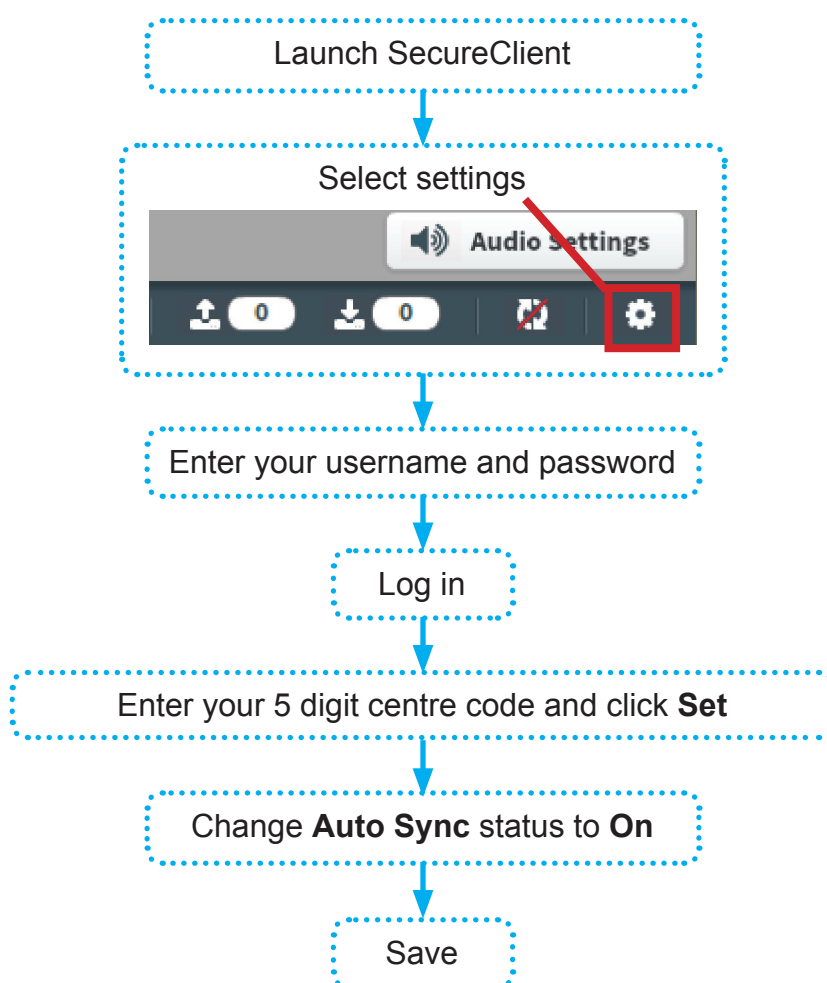 Launch SecureClient
Select settings
Audio Settings
0 0
Enter your username and password
Log in
Enter your 5 digit centre code and click Set
Change Auto Sync status to On
Save